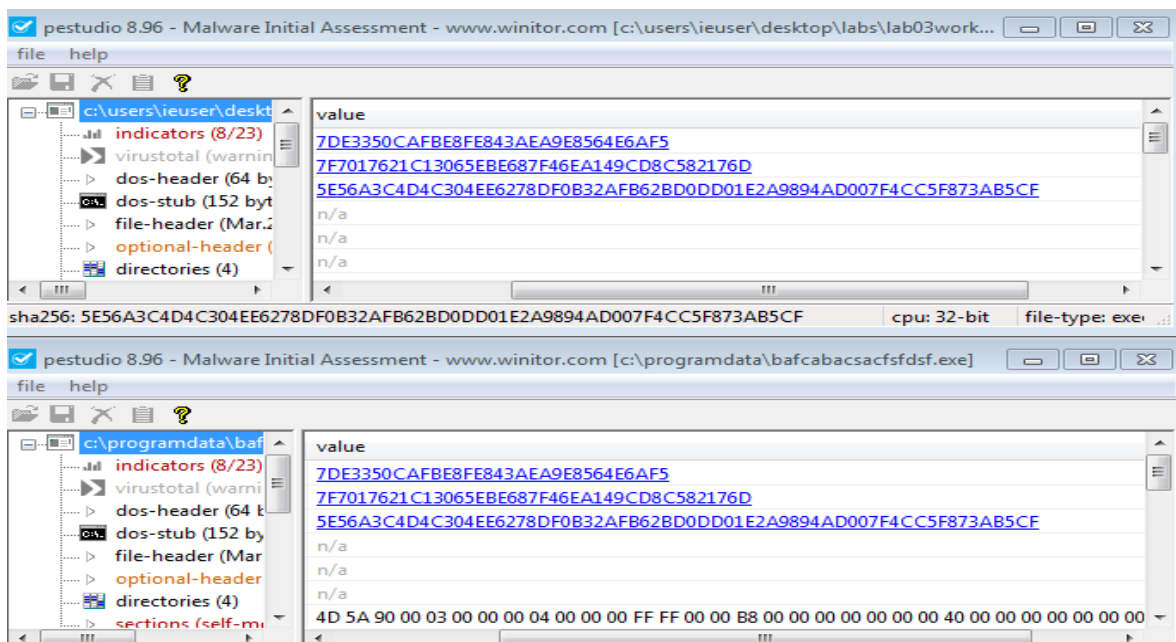 pestudio 8.96 - Malware Initial Assessment - www.winitor.com [c:\users\ieuser\desktop\labs\lab03work...
file help
c:\users\ieuser\deskt
indicators (8/23)
virustotal (warnin
dos-header (64 by
dos-stub (152 byt
file-header (Mar.2
optional-header (
directories (4)
value
7DE3350CAFBE8FE843AEA9E8564E6AF5
7F7017621C13065EBE687F46EA149CD8C582176D
5E56A3C4D4C304EE6278DF0B32AFB62BD0DD01E2A9894AD007F4CC5F873AB5CF
n/a
n/a
n/a
sha256: 5E56A3C4D4C304EE6278DF0B32AFB62BD0DD01E2A9894AD007F4CC5F873AB5CF cpu: 32-bit file-type: exe
pestudio 8.96 - Malware Initial Assessment - www.winitor.com [c:\programdata\bafcabacsacfsfdsf.exe]
file help
c:\programdata\baf
indicators (8/23)
virustotal (warni
dos-header (64 b
dos-stub (152 by
file-header (Mar
optional-header
directories (4)
sections (self-m
value
7DE3350CAFBE8FE843AEA9E8564E6AF5
7F7017621C13065EBE687F46EA149CD8C582176D
5E56A3C4D4C304EE6278DF0B32AFB62BD0DD01E2A9894AD007F4CC5F873AB5CF
n/a
n/a
n/a
4D 5A 90 00 03 00 00 00 04 00 00 00 FF FF 00 00 B8 00 00 00 00 00 00 00 40 00 00 00 00 00 00 00